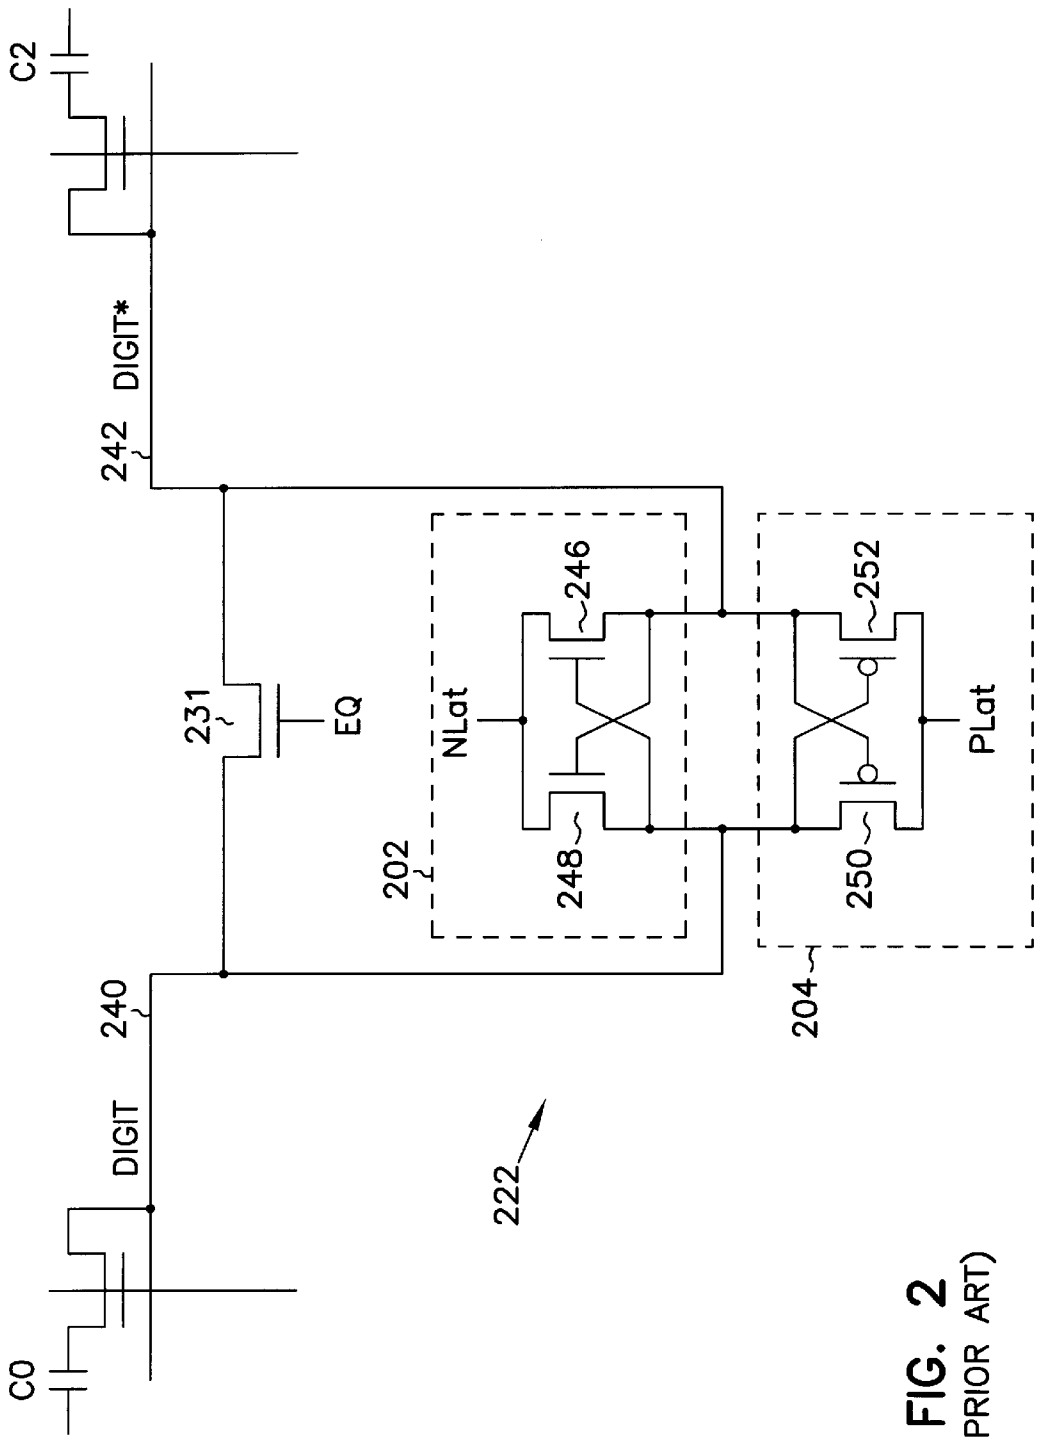 C0
C2
DIGIT
240
242
DIGIT*
231
EQ
222
202
NLat
248
246
204
250
252
PLat
FIG. 2
PRIOR ART)